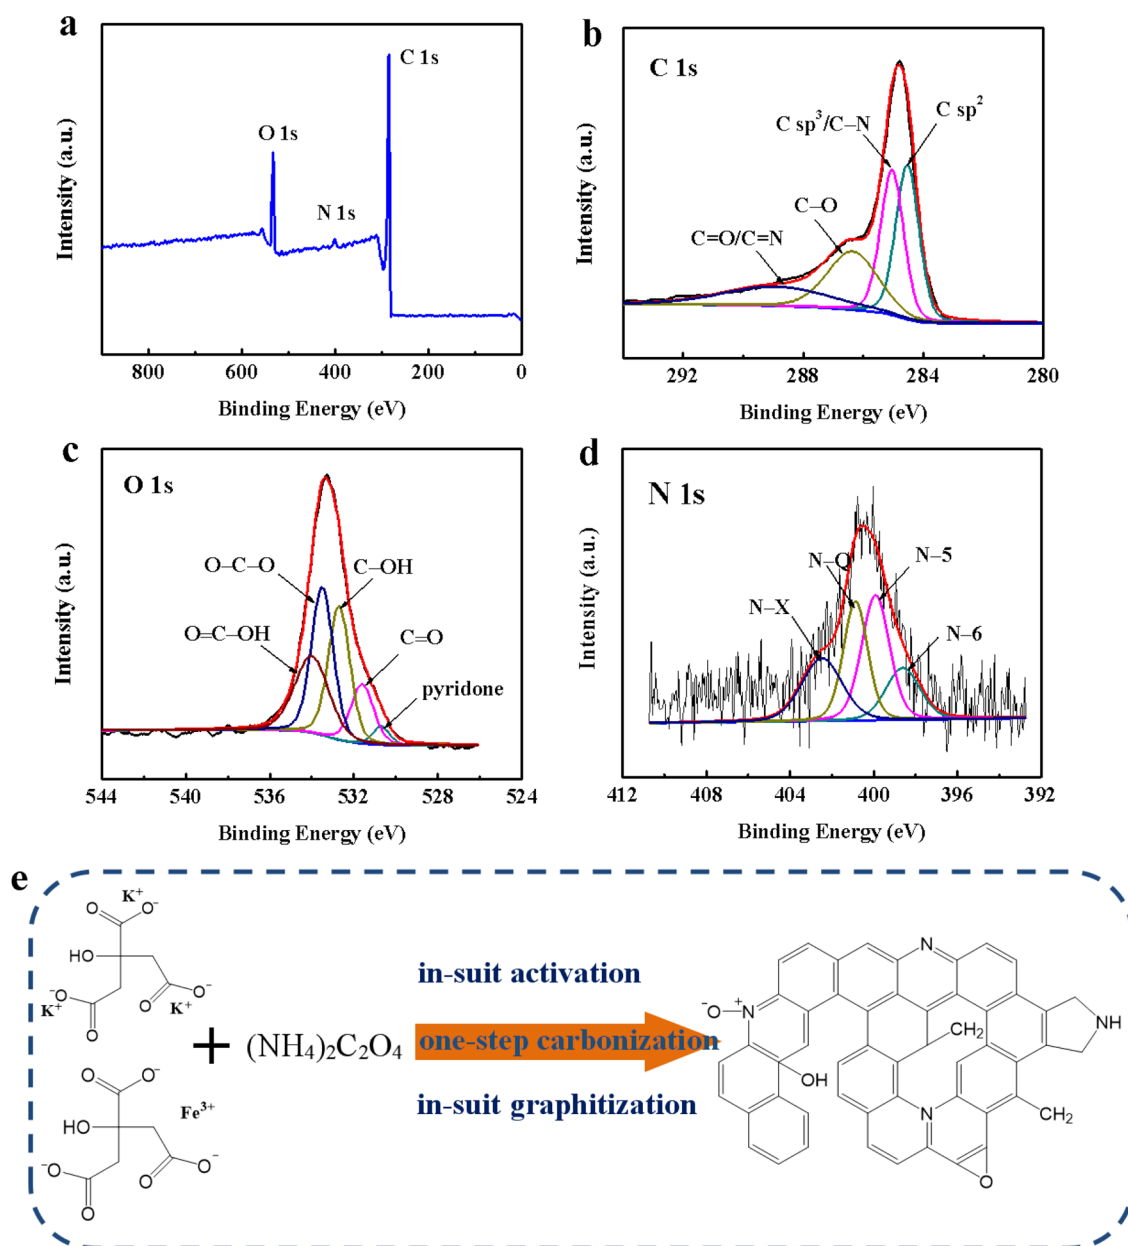 a
C 1s
O 1s
N 1s
Intensity (a.u.)
800 600 400 200 0
Binding Energy (eV)
b
C 1s
C sp²
C sp³/C–N
C–O
C=O/C=N
Intensity (a.u.)
292 288 284 280
Binding Energy (eV)
c
O 1s
O–C–O
C–OH
O=C–OH
C=O
pyridone
Intensity (a.u.)
544 540 536 532 528 524
Binding Energy (eV)
d
N 1s
N–Q
N–5
N–X
N–6
Intensity (a.u.)
412 408 404 400 396 392
Binding Energy (eV)
e
K⁺
O
O⁻
HO
⁻O
K⁺
O
O
O⁻
K⁺
+ (NH₄)₂C₂O₄
O
O⁻
HO
Fe³⁺
⁻O
O
O
O⁻
in-suit activation
one-step carbonization
in-suit graphitization
N
⁻O
N⁺
CH₂
NH
OH
N
CH₂
O